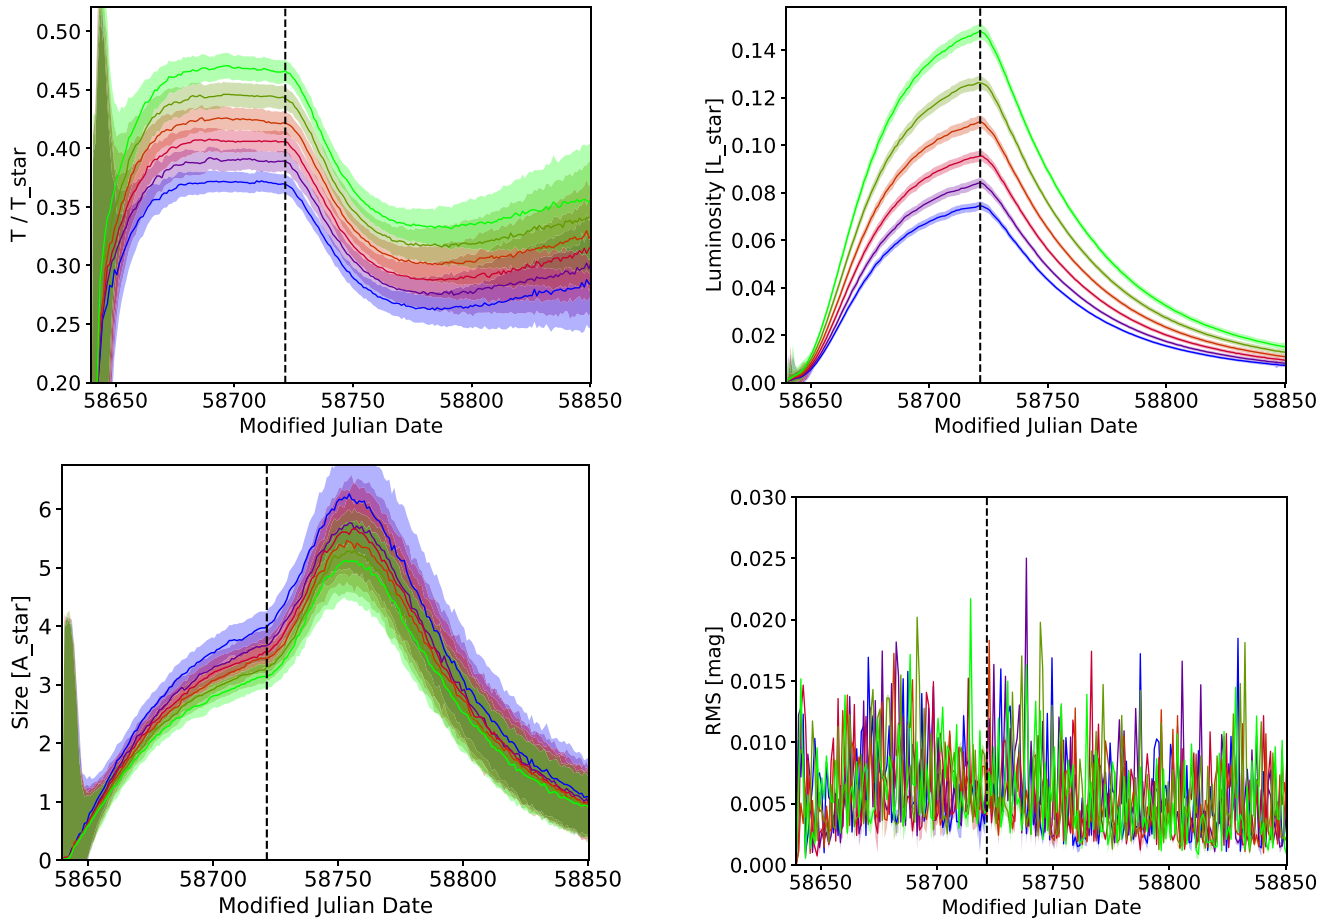 0.50
0.45
0.40
0.35
0.30
0.25
0.20
T / T_star
58650 58700 58750 58800 58850
Modified Julian Date
0.14
0.12
0.10
0.08
0.06
0.04
0.02
0.00
Luminosity [L_star]
58650 58700 58750 58800 58850
Modified Julian Date
6
5
4
3
2
1
0
Size [A_star]
58650 58700 58750 58800 58850
Modified Julian Date
0.030
0.025
0.020
0.015
0.010
0.005
0.000
RMS [mag]
58650 58700 58750 58800 58850
Modified Julian Date